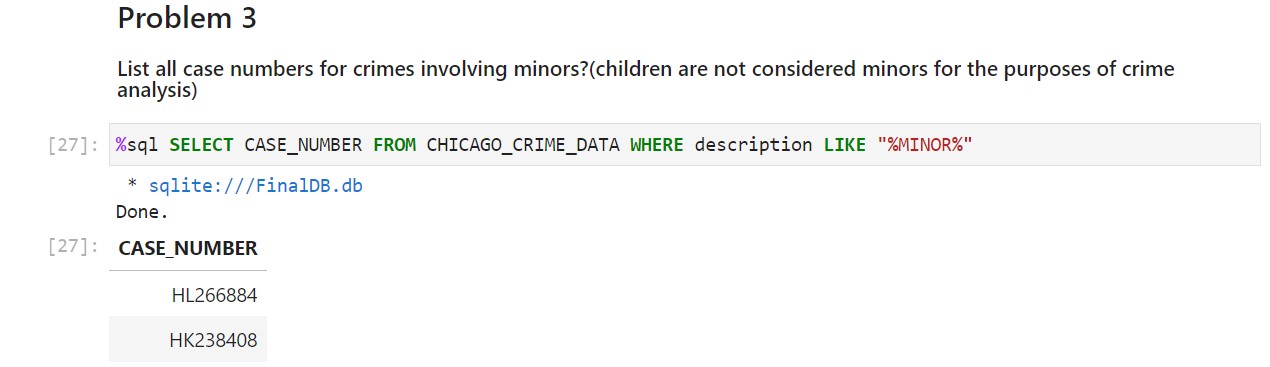 Problem 3
List all case numbers for crimes involving minors?(children are not considered minors for the purposes of crime
analysis)
[27]: %sql SELECT CASE_NUMBER FROM CHICAGO_CRIME_DATA WHERE description LIKE "%MINOR%"
* sqlite:///FinalDB.db
Done.
[27]: CASE_NUMBER
HL266884
HK238408